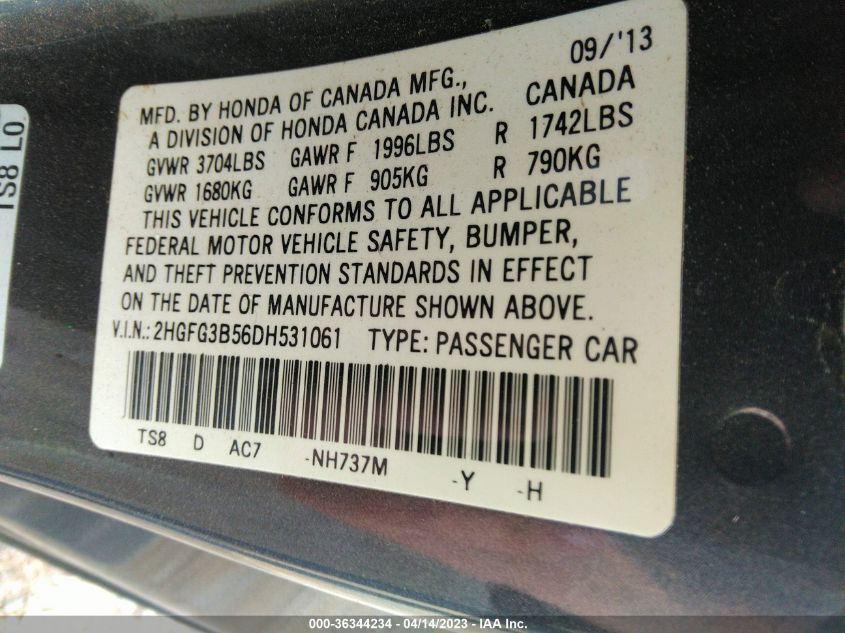 09/'13
MFD. BY HONDA OF CANADA MFG.,
A DIVISION OF HONDA CANADA INC. CANADA
GVWR 3704LBS GAWR F 1996LBS R 1742LBS
GVWR 1680KG GAWR F 905KG R 790KG
THIS VEHICLE CONFORMS TO ALL APPLICABLE
FEDERAL MOTOR VEHICLE SAFETY, BUMPER,
AND THEFT PREVENTION STANDARDS IN EFFECT
ON THE DATE OF MANUFACTURE SHOWN ABOVE.
V.I.N.: 2HGFG3B56DH531061 TYPE: PASSENGER CAR
TS8 D AC7 -NH737M -Y -H
TS8 L0
000-36344234 - 04/14/2023 - IAA Inc.